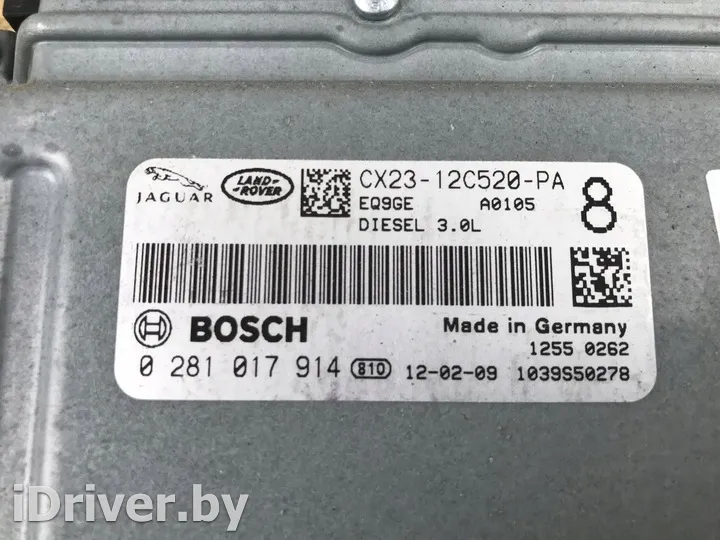 JAGUAR
LAND ROVER
CX23-12C520-PA
EQ9GE A0105
DIESEL 3.0L
8
BOSCH
Made in Germany
1255 0262
0 281 017 914 810 12-02-09 1039S50278
iDriver.by